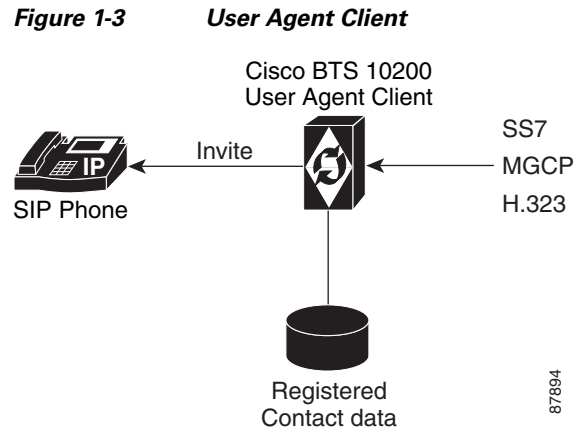 Figure 1-3 User Agent Client
Cisco BTS 10200
User Agent Client
SS7
Invite
MGCP
IP
SIP Phone
H.323
Registered
Contact data
87894